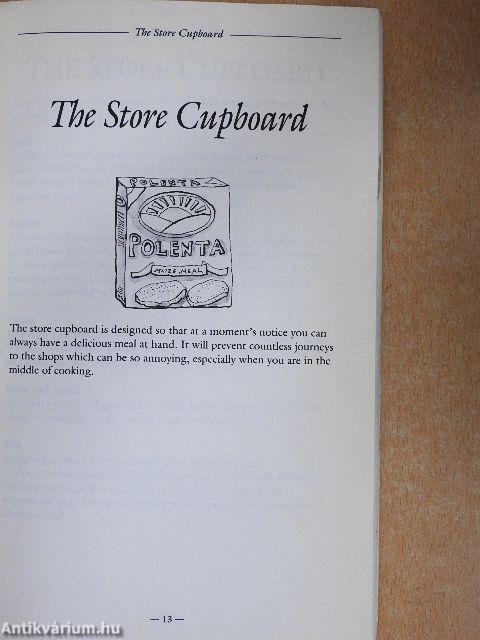 The Store Cupboard
The Store Cupboard
POLENTA
POLENTA
MAIZE MEAL
The store cupboard is designed so that at a moment's notice you can
always have a delicious meal at hand. It will prevent countless journeys
to the shops which can be so annoying, especially when you are in the
middle of cooking.
— 13 —
Antikvárium.hu